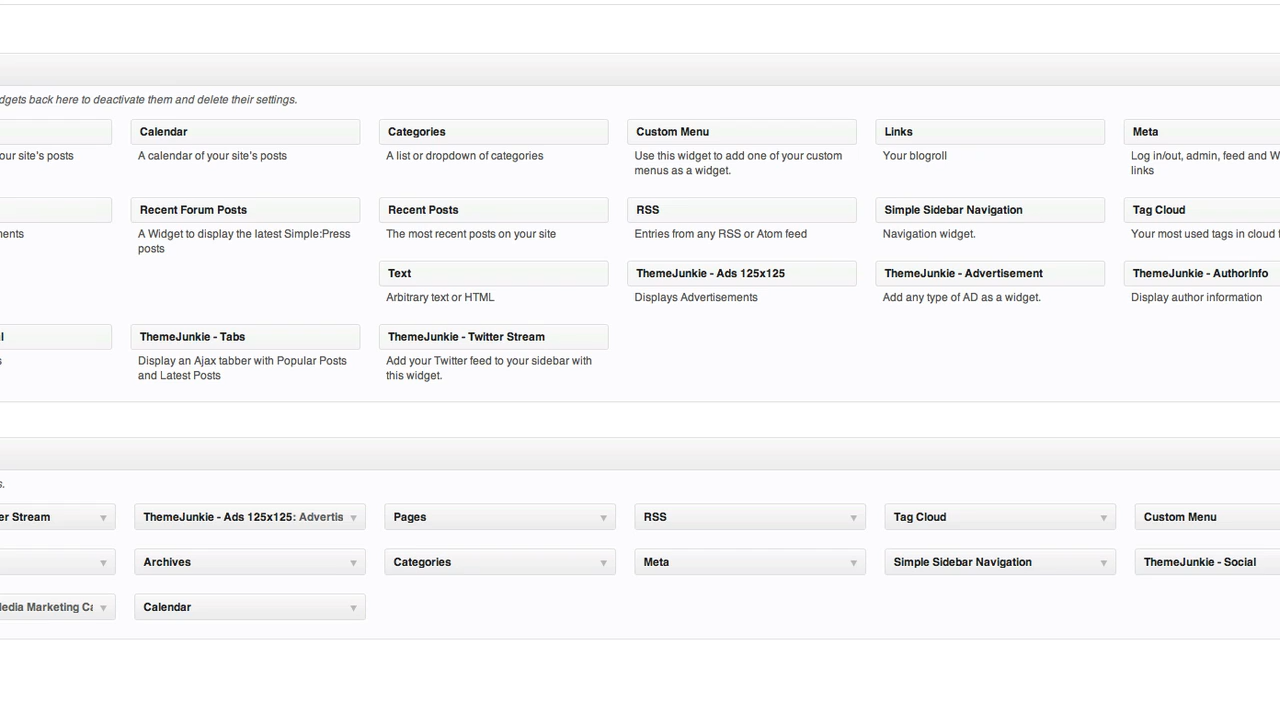 dgets back here to deactivate them and delete their settings.
Calendar
Categories
Custom Menu
Links
Meta
our site's posts
A calendar of your site's posts
A list or dropdown of categories
Use this widget to add one of your custom
menus as a widget.
Your blogroll
Log in/out, admin, feed and W
links
Recent Forum Posts
Recent Posts
RSS
Simple Sidebar Navigation
Tag Cloud
ments
A Widget to display the latest Simple:Press
posts
The most recent posts on your site
Entries from any RSS or Atom feed
Navigation widget.
Your most used tags in cloud f
Text
ThemeJunkie - Ads 125x125
ThemeJunkie - Advertisement
ThemeJunkie - AuthorInfo
Arbitrary text or HTML
Displays Advertisements
Add any type of AD as a widget.
Display author information
ThemeJunkie - Tabs
ThemeJunkie - Twitter Stream
Display an Ajax tabber with Popular Posts
and Latest Posts
Add your Twitter feed to your sidebar with
this widget.
s.
er Stream
ThemeJunkie - Ads 125x125: Advertis
Pages
RSS
Tag Cloud
Custom Menu
Archives
Categories
Meta
Simple Sidebar Navigation
ThemeJunkie - Social
Media Marketing Ca
Calendar